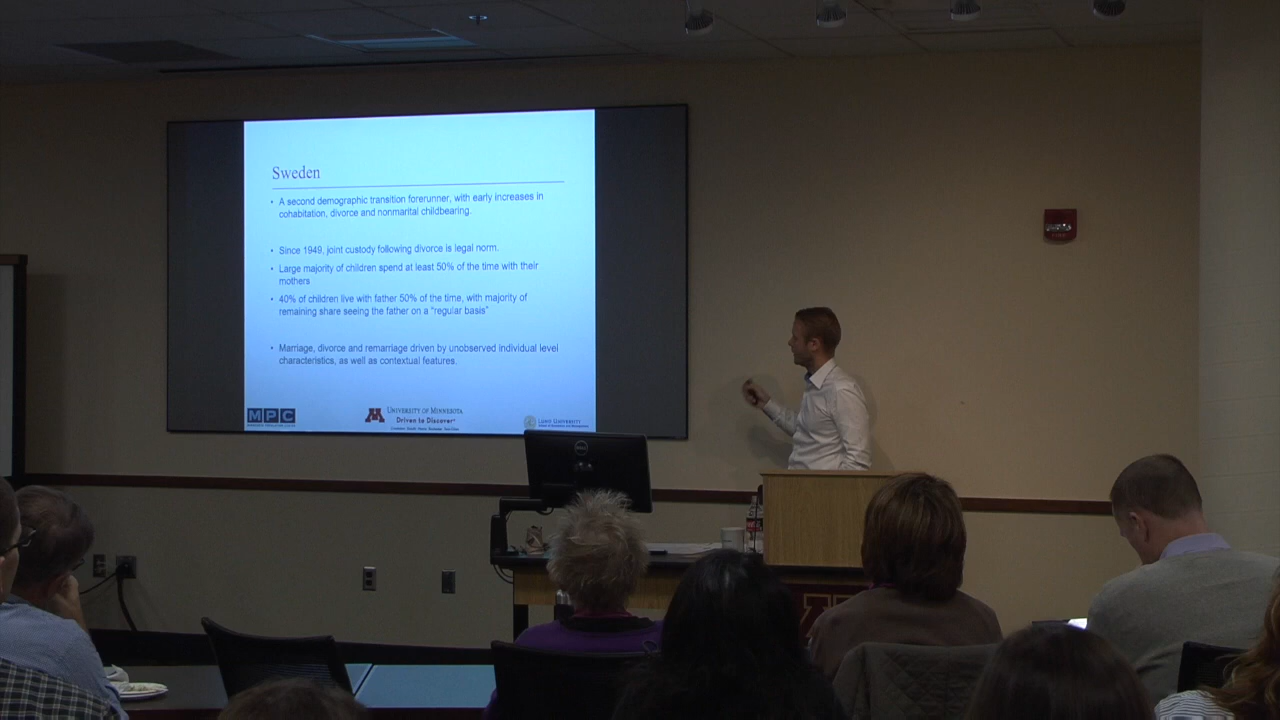 Sweden
• A second demographic transition forerunner, with early increases in
cohabitation, divorce and nonmarital childbearing.
• Since 1949, joint custody following divorce is legal norm.
• Large majority of children spend at least 50% of the time with their
mothers
• 40% of children live with father 50% of the time, with majority of
remaining share seeing the father on a "regular basis"
• Marriage, divorce and remarriage driven by unobserved individual level
characteristics, as well as contextual features.
MPC
M
UNIVERSITY OF MINNESOTA
Driven to Discover
LUND UNIVERSITY
DELL